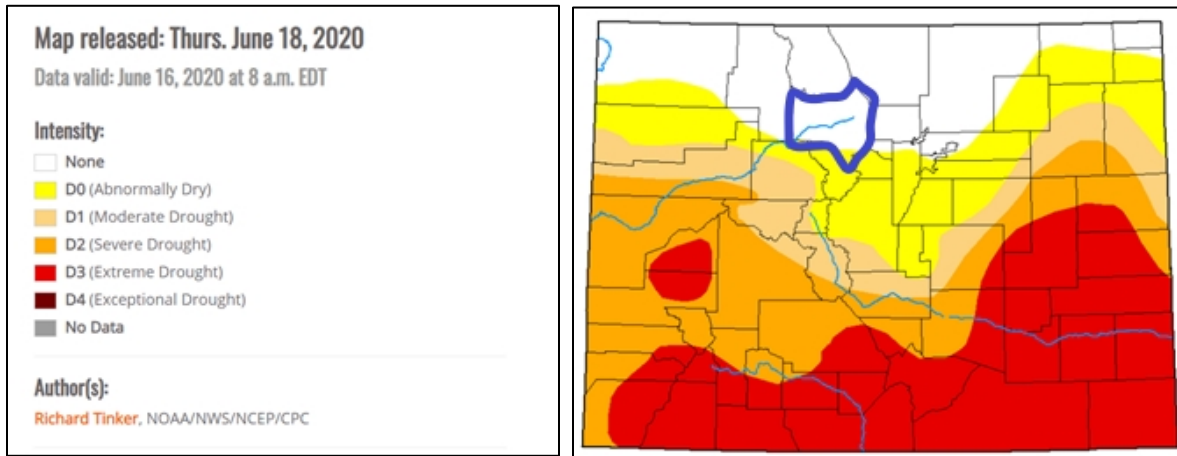 Map released: Thurs. June 18, 2020
Data valid: June 16, 2020 at 8 a.m. EDT
Intensity:
None
D0 (Abnormally Dry)
D1 (Moderate Drought)
D2 (Severe Drought)
D3 (Extreme Drought)
D4 (Exceptional Drought)
No Data
Author(s):
Richard Tinker, NOAA/NWS/NCEP/CPC